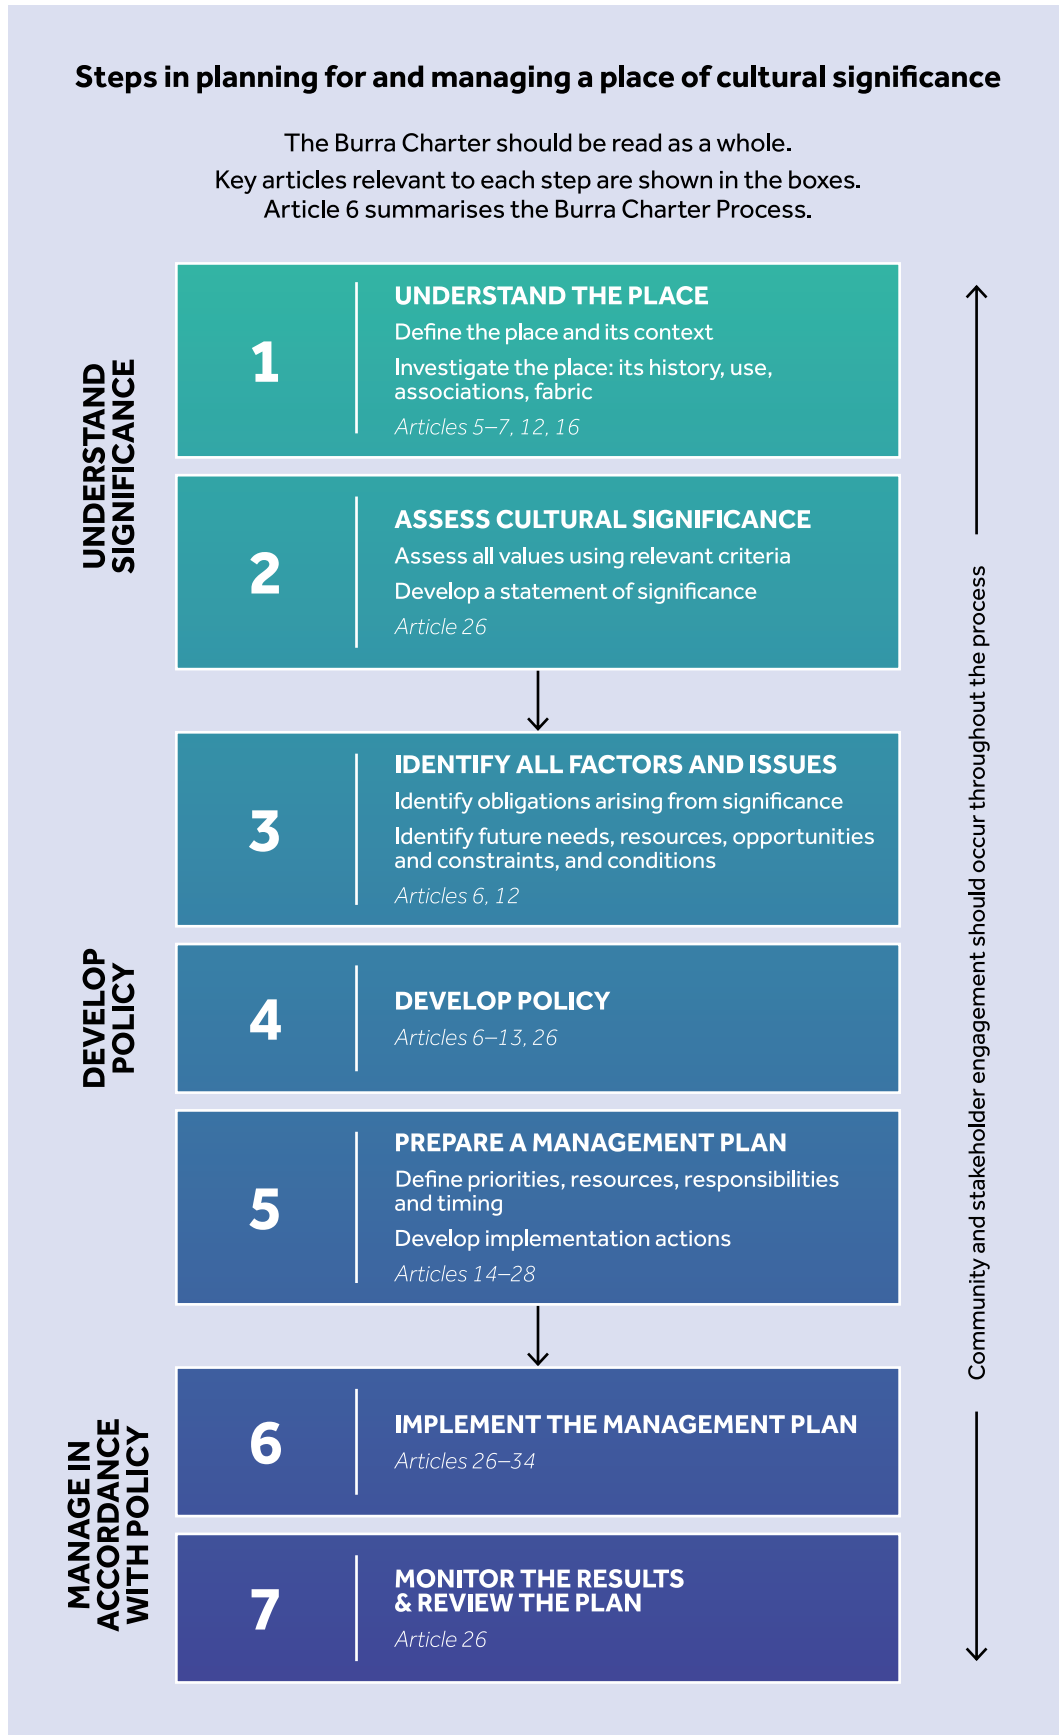 Steps in planning for and managing a place of cultural significance
The Burra Charter should be read as a whole.
Key articles relevant to each step are shown in the boxes.
Article 6 summarises the Burra Charter Process.
UNDERSTAND
SIGNIFICANCE
1
UNDERSTAND THE PLACE
Define the place and its context
Investigate the place: its history, use,
associations, fabric
Articles 5–7, 12, 16
2
ASSESS CULTURAL SIGNIFICANCE
Assess all values using relevant criteria
Develop a statement of significance
Article 26
DEVELOP
POLICY
3
IDENTIFY ALL FACTORS AND ISSUES
Identify obligations arising from significance
Identify future needs, resources, opportunities
and constraints, and conditions
Articles 6, 12
4
DEVELOP POLICY
Articles 6–13, 26
5
PREPARE A MANAGEMENT PLAN
Define priorities, resources, responsibilities
and timing
Develop implementation actions
Articles 14–28
MANAGE IN
ACCORDANCE
WITH POLICY
6
IMPLEMENT THE MANAGEMENT PLAN
Articles 26–34
7
MONITOR THE RESULTS
& REVIEW THE PLAN
Article 26
Community and stakeholder engagement should occur throughout the process